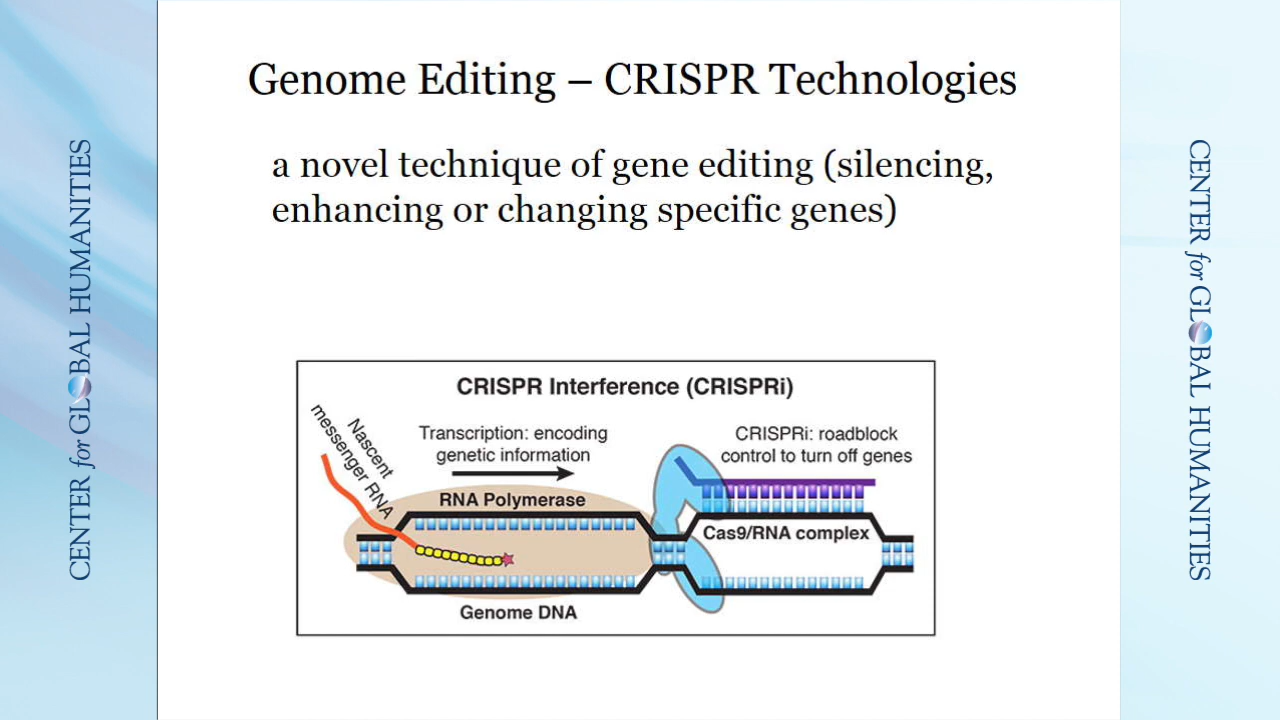 Genome Editing – CRISPR Technologies
a novel technique of gene editing (silencing,
enhancing or changing specific genes)
CRISPR Interference (CRISPRi)
Nascent
messenger RNA
Transcription: encoding
genetic information
CRISPRi: roadblock
control to turn off genes
RNA Polymerase
Cas9/RNA complex
Genome DNA
CENTER for GLOBAL HUMANITIES
CENTER for GLOBAL HUMANITIES